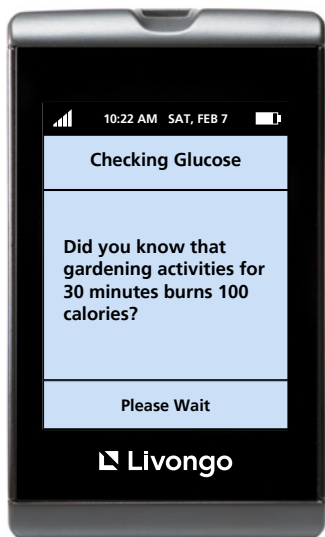 10:22 AM SAT, FEB 7
Checking Glucose
Did you know that
gardening activities for
30 minutes burns 100
calories?
Please Wait
Livongo